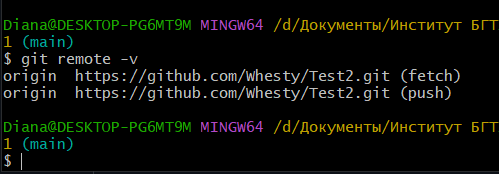 Diana@DESKTOP-PG6MT9M MINGW64 /d/Документы/Институт БГТ
1 (main)
$ git remote -v
origin  https://github.com/Whesty/Test2.git (fetch)
origin  https://github.com/Whesty/Test2.git (push)
Diana@DESKTOP-PG6MT9M MINGW64 /d/Документы/Институт БГТ
1 (main)
$